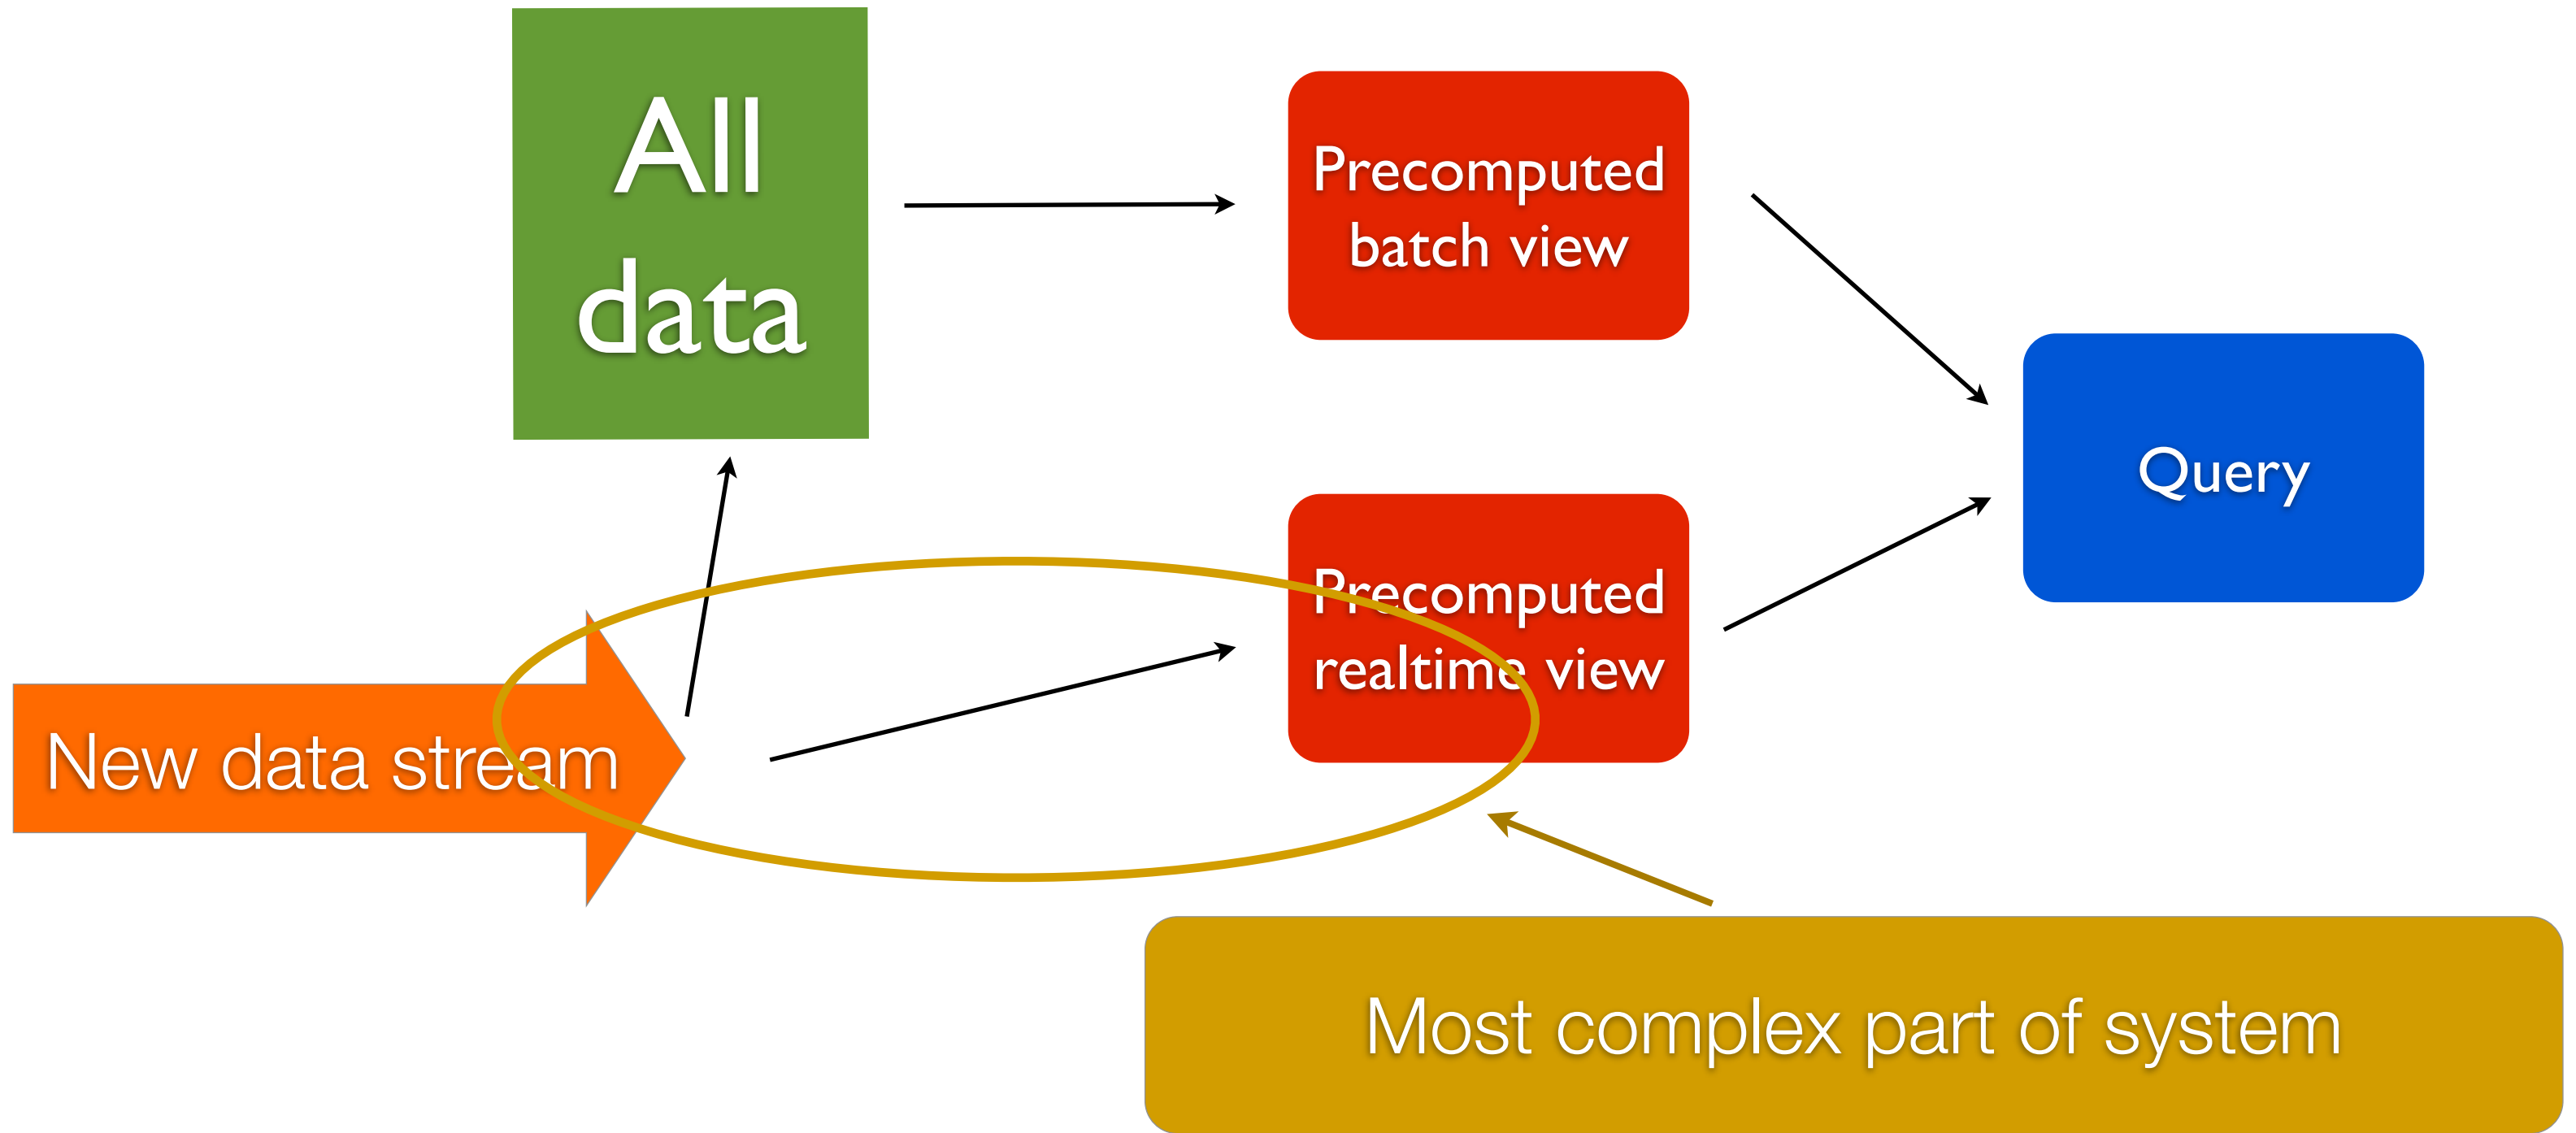 All
data
Precomputed
batch view
Query
Precomputed
realtime view
New data stream
Most complex part of system